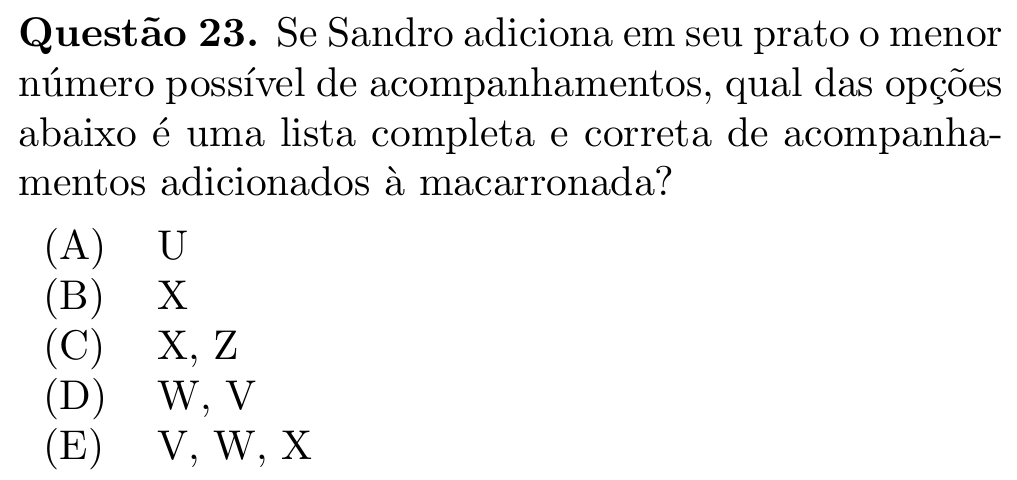 Questão 23. Se Sandro adiciona em seu prato o menor
número possível de acompanhamentos, qual das opções
abaixo é uma lista completa e correta de acompanha-
mentos adicionados à macarronada?
(A) U
(B) X
(C) X, Z
(D) W, V
(E) V, W, X